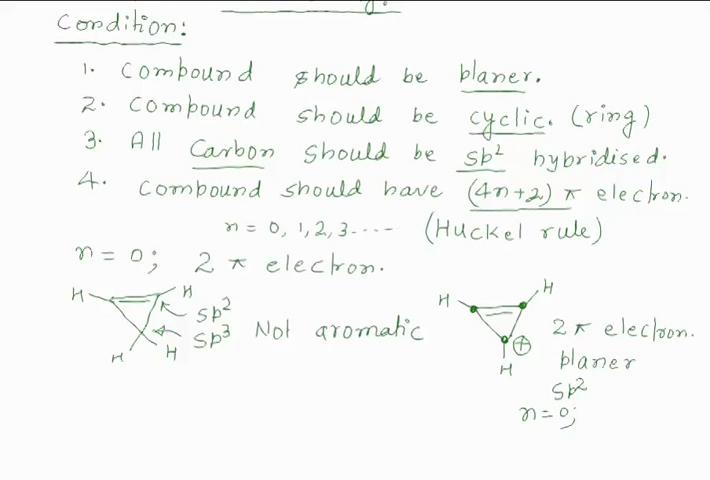 Condition:
1. Compound should be planer.
2. Compound should be cyclic. (ring)
3. All Carbon should be sp² hybridised.
4. Compound should have (4n+2) π electron.
n = 0, 1, 2, 3 - - - - (Huckel rule)
n = 0; 2 π electron.
H H
sp²
sp³ Not aromatic
H H
H H
⊕ 2 π electron.
H planer
sp²
n = 0;